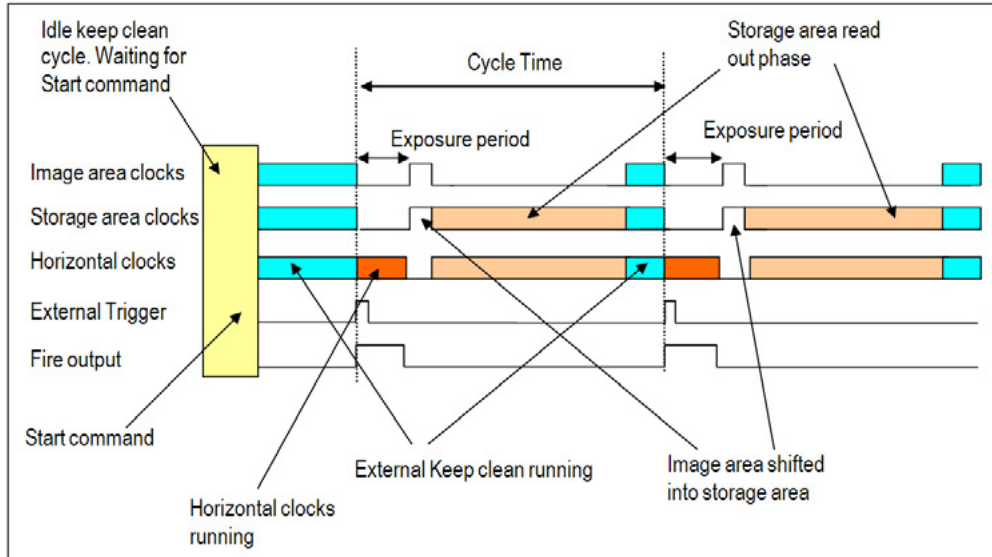 Idle keep clean
cycle. Waiting for
Start command
Storage area read
out phase
Cycle Time
Exposure period
Exposure period
Image area clocks
Storage area clocks
Horizontal clocks
External Trigger
Fire output
Start command
External Keep clean running
Image area shifted
into storage area
Horizontal clocks
running